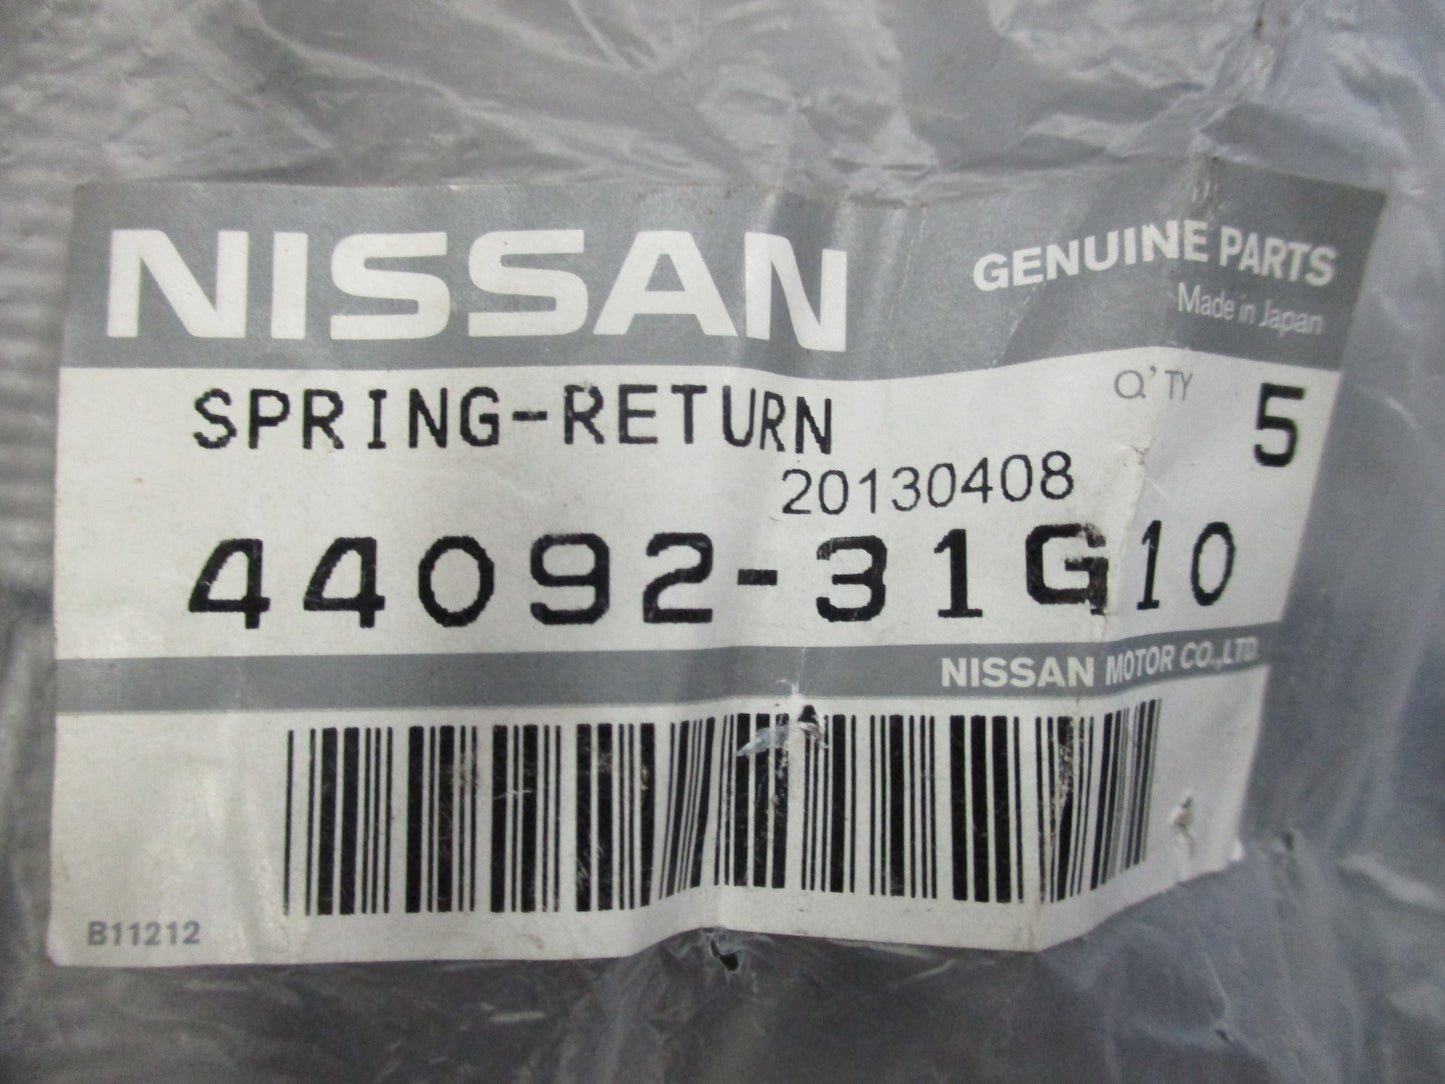 NISSAN
GENUINE PARTS
Made in Japan
SPRING-RETURN
Q'TY 5
20130408
44092-31G10
NISSAN MOTOR CO.,LTD.
B11212